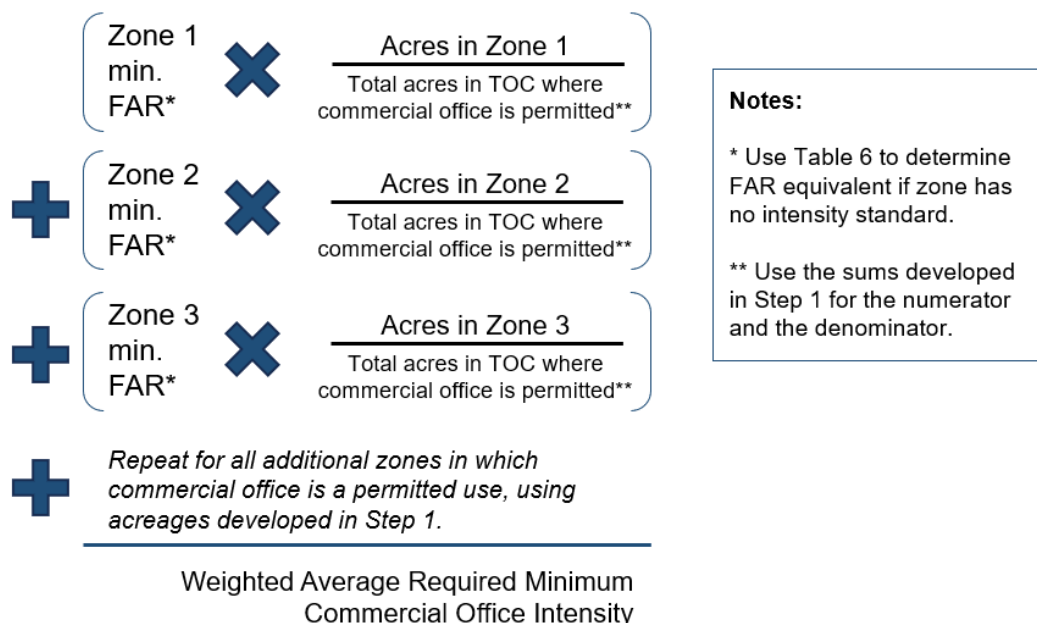 Zone 1
min.
FAR*
Acres in Zone 1
Total acres in TOC where
commercial office is permitted**
Zone 2
min.
FAR*
Acres in Zone 2
Total acres in TOC where
commercial office is permitted**
Zone 3
min.
FAR*
Acres in Zone 3
Total acres in TOC where
commercial office is permitted**
Repeat for all additional zones in which
commercial office is a permitted use, using
acreages developed in Step 1.
Weighted Average Required Minimum
Commercial Office Intensity
Notes:
* Use Table 6 to determine
FAR equivalent if zone has
no intensity standard.
** Use the sums developed
in Step 1 for the numerator
and the denominator.